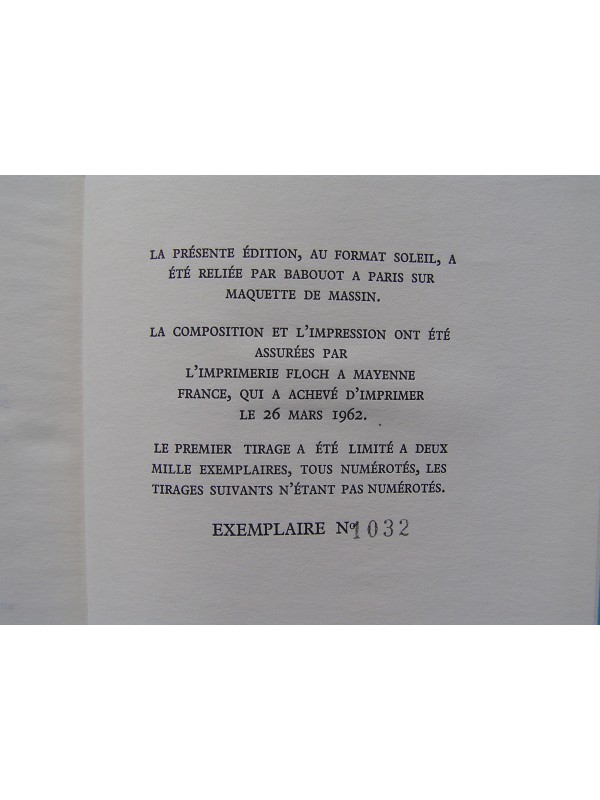 LA PRÉSENTE ÉDITION, AU FORMAT SOLEIL, A
ÉTÉ RELIÉE PAR BABOUOT A PARIS SUR
MAQUETTE DE MASSIN.
LA COMPOSITION ET L'IMPRESSION ONT ÉTÉ
ASSURÉES PAR
L'IMPRIMERIE FLOCH A MAYENNE
FRANCE, QUI A ACHEVÉ D'IMPRIMER
LE 26 MARS 1962.
LE PREMIER TIRAGE A ÉTÉ LIMITÉ A DEUX
MILLE EXEMPLAIRES, TOUS NUMÉROTÉS, LES
TIRAGES SUIVANTS N'ÉTANT PAS NUMÉROTÉS.
EXEMPLAIRE Nº 1032